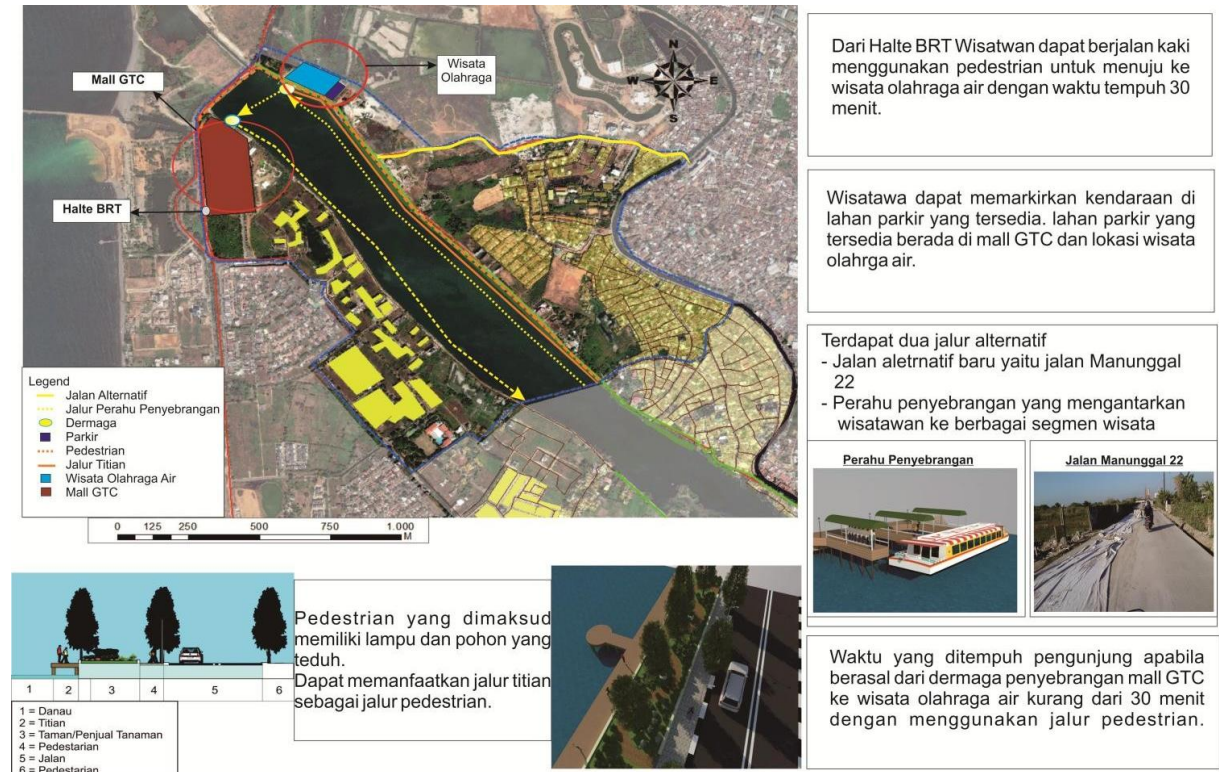 Mall GTC
Halte BRT
Wisata
Olahraga
N
W
E
S
Legend
Jalan Alternatif
Jalur Perahu Penyebrangan
Dermaga
Parkir
Pedestrian
Jalur Titian
Wisata Olahraga Air
Mall GTC
0 125 250 500 750 1.000
M
Dari Halte BRT Wisatwan dapat berjalan kaki
menggunakan pedestrian untuk menuju ke
wisata olahraga air dengan waktu tempuh 30
menit.
Wisatawa dapat memarkirkan kendaraan di
lahan parkir yang tersedia. lahan parkir yang
tersedia berada di mall GTC dan lokasi wisata
olahrga air.
Terdapat dua jalur alternatif
- Jalan aletrnatif baru yaitu jalan Manunggal
22
- Perahu penyebrangan yang mengantarkan
wisatawan ke berbagai segmen wisata
Perahu Penyebrangan
Jalan Manunggal 22
1 2 3 4 5 6
1 = Danau
2 = Titian
3 = Taman/Penjual Tanaman
4 = Pedestarian
5 = Jalan
6 = Pedestarian
Pedestrian yang dimaksud
memiliki lampu dan pohon yang
teduh.
Dapat memanfaatkan jalur titian
sebagai jalur pedestrian.
Waktu yang ditempuh pengunjung apabila
berasal dari dermaga penyebrangan mall GTC
ke wisata olahraga air kurang dari 30 menit
dengan menggunakan jalur pedestrian.